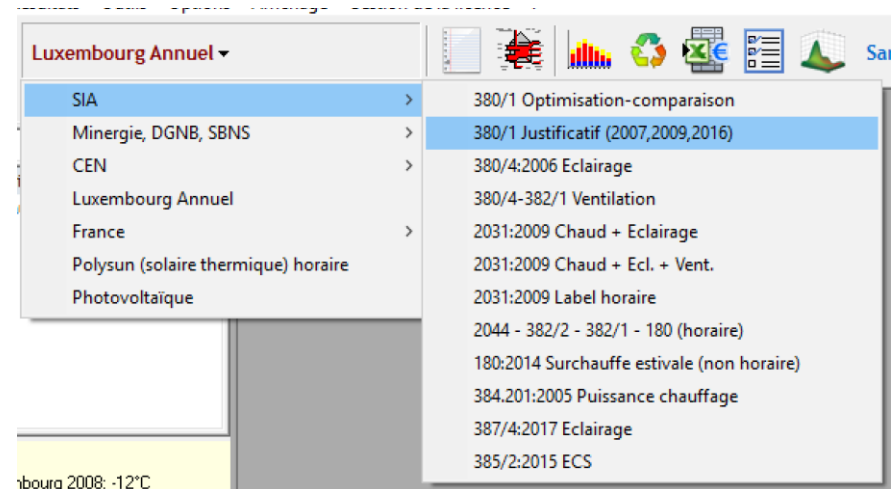 Luxembourg Annuel
SIA
Minergie, DGNB, SBNS
CEN
Luxembourg Annuel
France
Polysun (solaire thermique) horaire
Photovoltaïque
380/1 Optimisation-comparaison
380/1 Justificatif (2007,2009,2016)
380/4:2006 Eclairage
380/4-382/1 Ventilation
2031:2009 Chaud + Eclairage
2031:2009 Chaud + Ecl. + Vent.
2031:2009 Label horaire
2044 - 382/2 - 382/1 - 180 (horaire)
180:2014 Surchauffe estivale (non horaire)
384.201:2005 Puissance chauffage
387/4:2017 Eclairage
385/2:2015 ECS
2008: -12°C